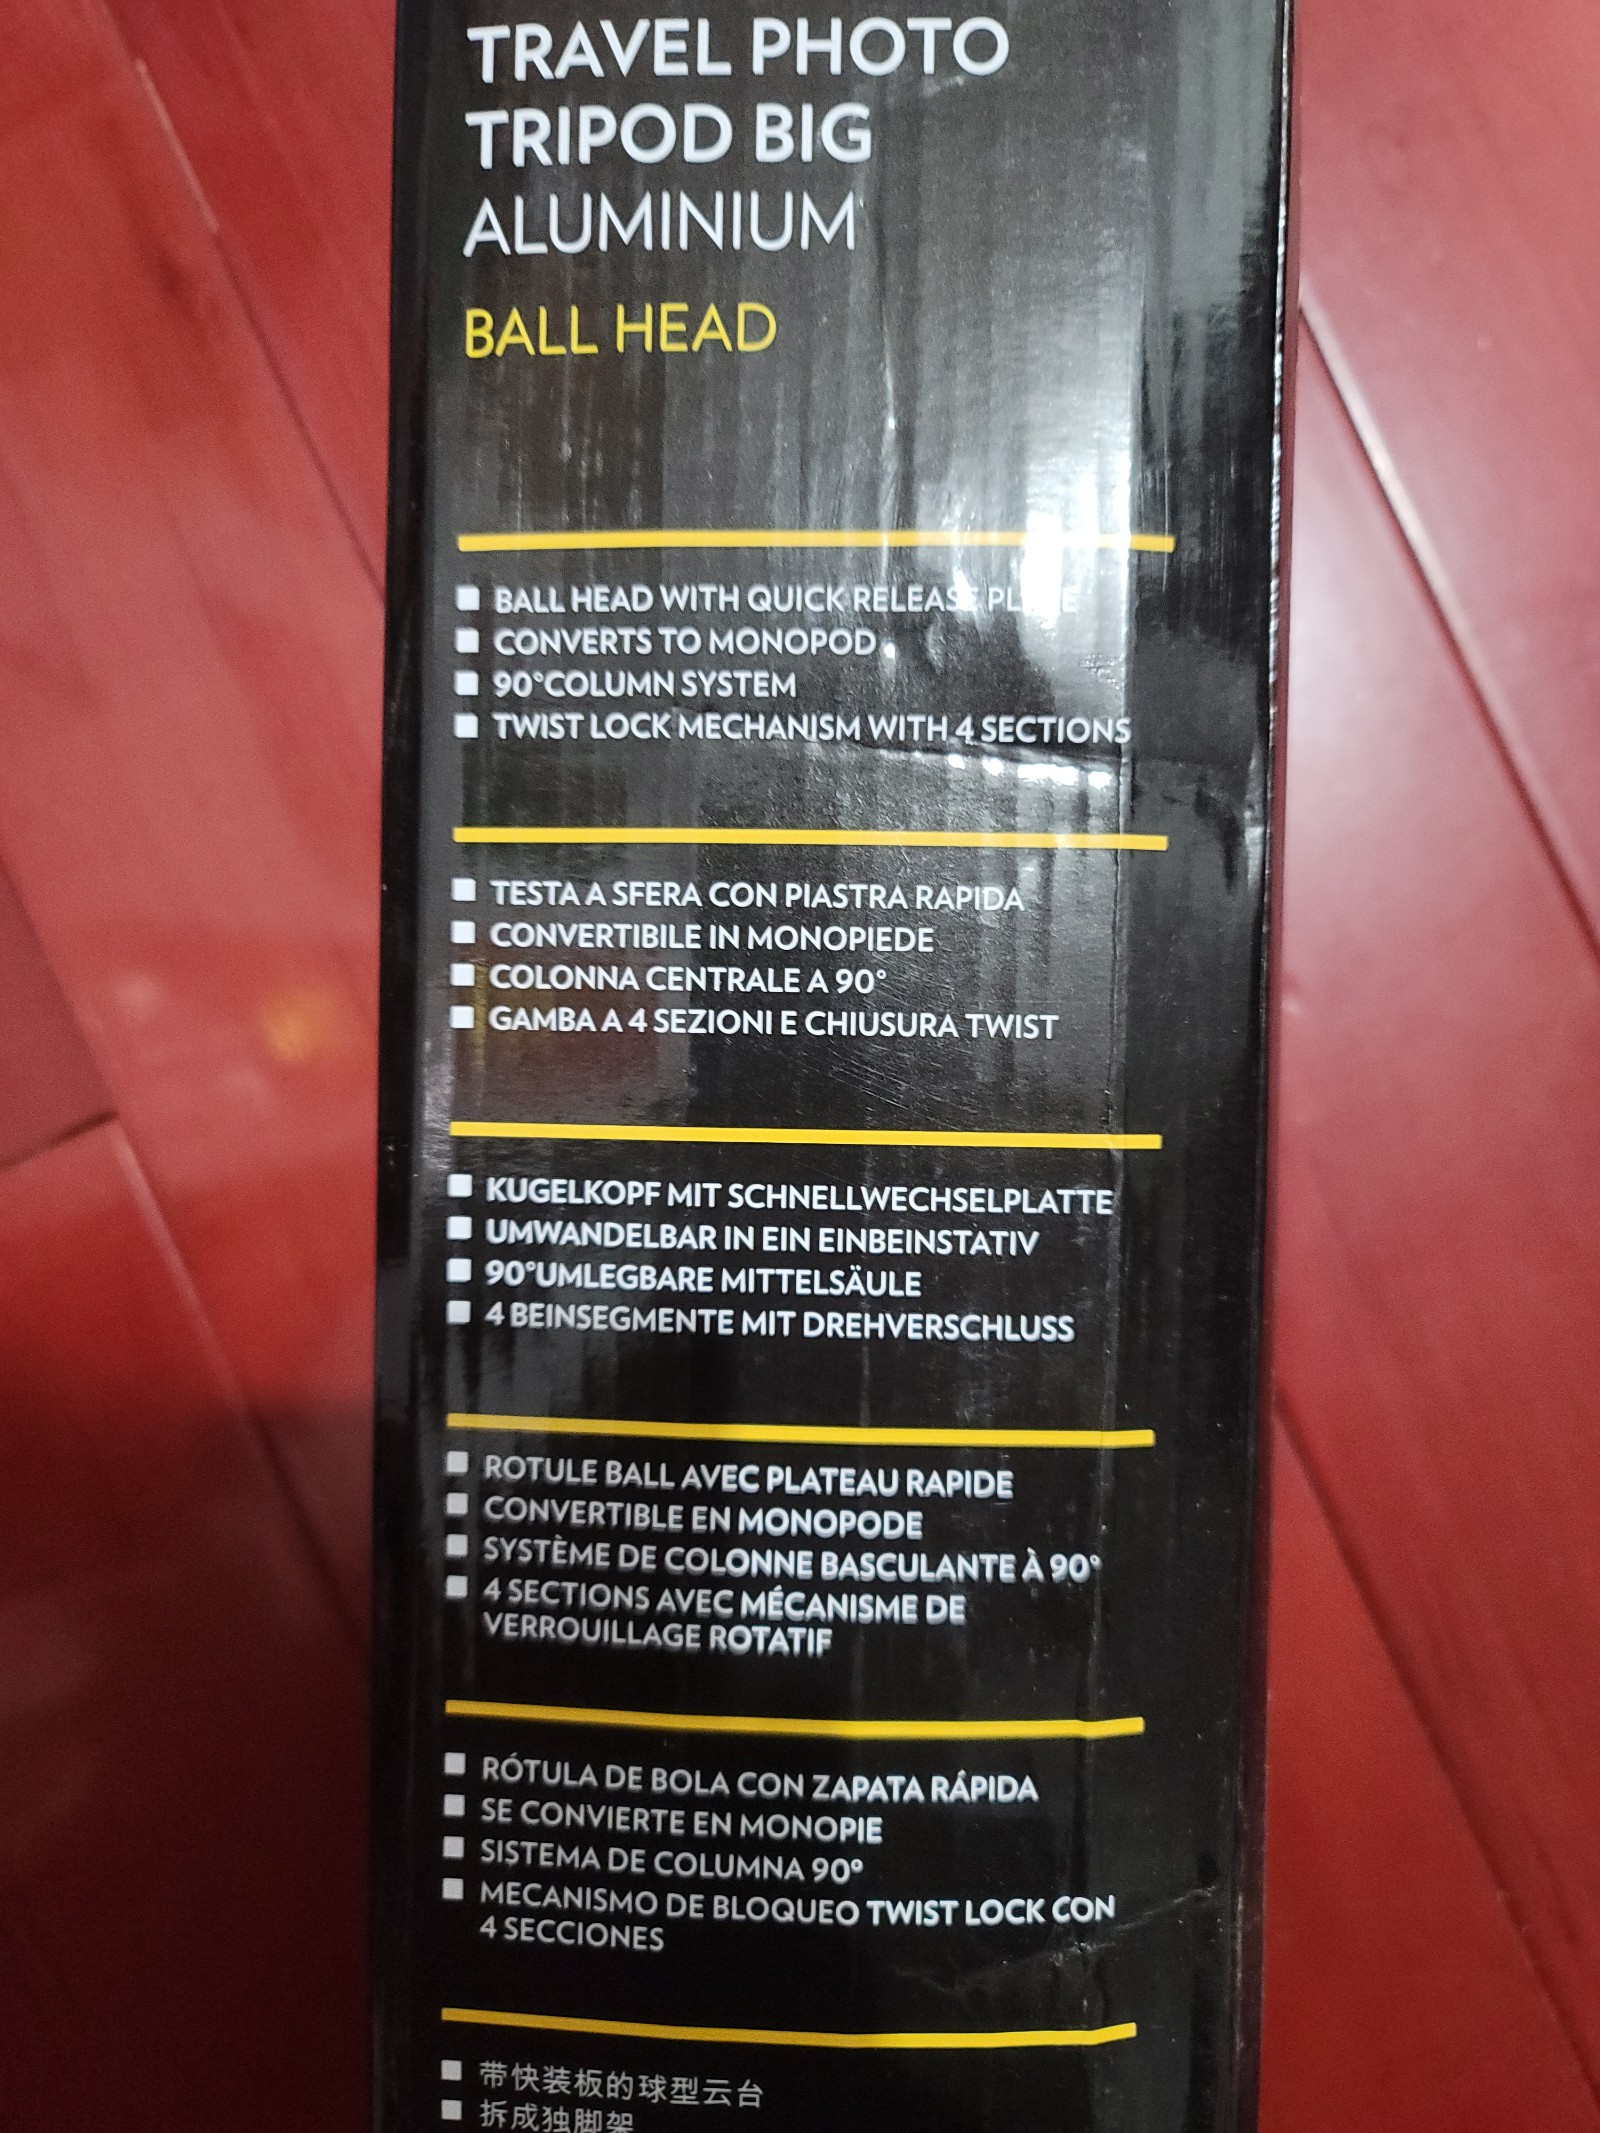 TRAVEL PHOTO
TRIPOD BIG
ALUMINIUM
BALL HEAD
BALL HEAD WITH QUICK RELEASE PLATE
CONVERTS TO MONOPOD
90°COLUMN SYSTEM
TWIST LOCK MECHANISM WITH 4 SECTIONS
TESTA A SFERA CON PIASTRA RAPIDA
CONVERTIBILE IN MONOPIEDE
COLONNA CENTRALE A 90°
GAMBA A 4 SEZIONI E CHIUSURA TWIST
KUGELKOPF MIT SCHNELLWECHSELPLATTE
UMWANDELBAR IN EIN EINBEINSTATIV
90°UMLEGBARE MITTELSÄULE
4 BEINSEGMENTE MIT DREHVERSCHLUSS
ROTULE BALL AVEC PLATEAU RAPIDE
CONVERTIBLE EN MONOPODE
SYSTÈME DE COLONNE BASCULANTE À 90°
4 SECTIONS AVEC MÉCANISME DE
VERROUILLAGE ROTATIF
RÓTULA DE BOLA CON ZAPATA RÁPIDA
SE CONVIERTE EN MONOPIE
SISTEMA DE COLUMNA 90º
MECANISMO DE BLOQUEO TWIST LOCK CON
4 SECCIONES
带快装板的球型云台
拆成独脚架